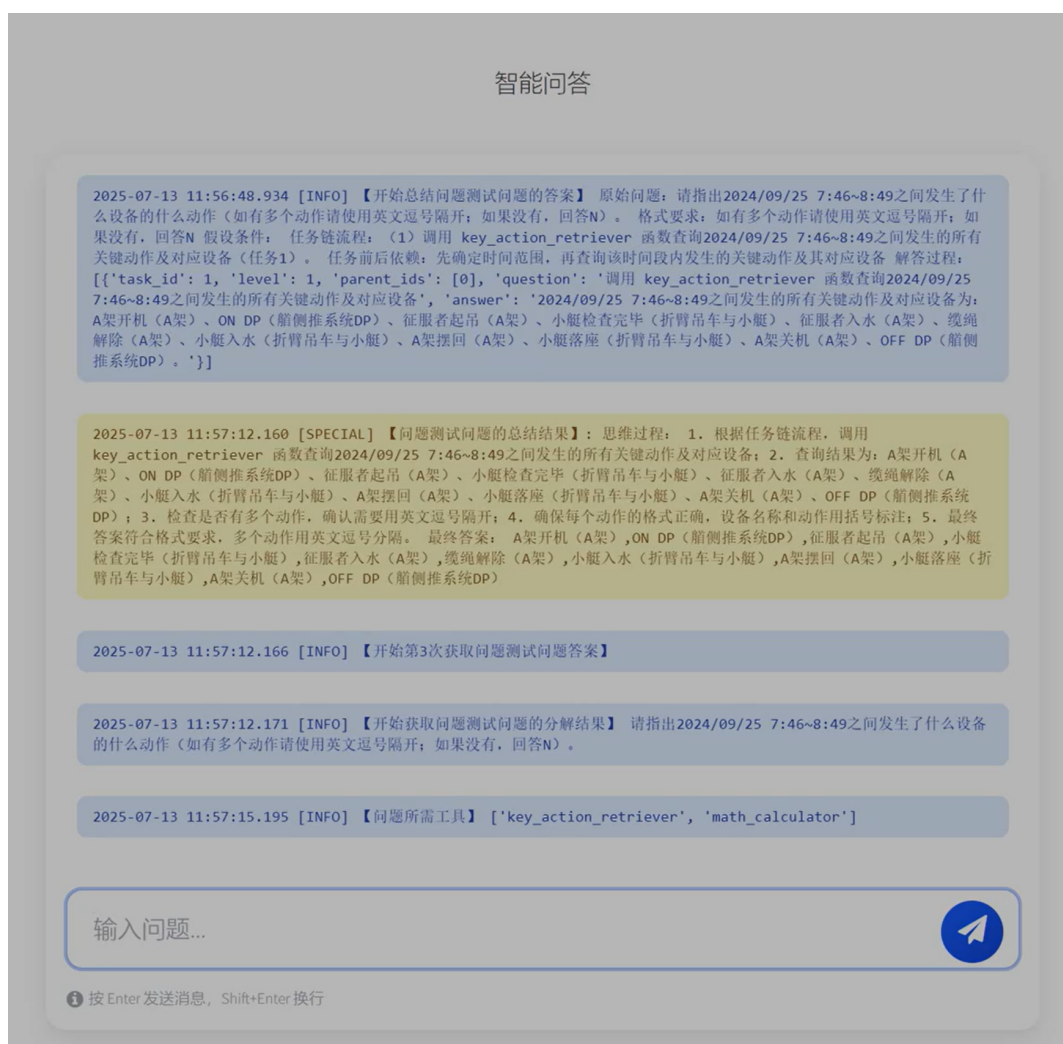 智能问答
2025-07-13 11:56:48.934 [INFO] 【开始总结问题测试问题的答案】 原始问题：请指出2024/09/25 7:46~8:49之间发生了什
么设备的什么动作（如有多个动作请使用英文逗号隔开；如果没有，回答N）。 格式要求：如有多个动作请使用英文逗号隔开；如
果没有，回答N 假设条件： 任务链流程：（1）调用 key_action_retriever 函数查询2024/09/25 7:46~8:49之间发生的所有
关键动作及对应设备（任务1）。 任务前后依赖：先确定时间范围，再查询该时间段内发生的关键动作及其对应设备 解答过程：
[{'task_id': 1, 'level': 1, 'parent_ids': [0], 'question': '调用 key_action_retriever 函数查询2024/09/25
7:46~8:49之间发生的所有关键动作及对应设备', 'answer': '2024/09/25 7:46~8:49之间发生的所有关键动作及对应设备为：
A架开机（A架）、ON DP（艏侧推系统DP）、征服者起吊（A架）、小艇检查完毕（折臂吊车与小艇）、征服者入水（A架）、缆绳
解除（A架）、小艇入水（折臂吊车与小艇）、A架摆回（A架）、小艇落座（折臂吊车与小艇）、A架关机（A架）、OFF DP（艏侧
推系统DP）。'}]
2025-07-13 11:57:12.160 [SPECIAL] 【问题测试问题的总结结果】: 思维过程： 1. 根据任务链流程，调用
key_action_retriever 函数查询2024/09/25 7:46~8:49之间发生的所有关键动作及对应设备；2. 查询结果为：A架开机（A
架）、ON DP（艏侧推系统DP）、征服者起吊（A架）、小艇检查完毕（折臂吊车与小艇）、征服者入水（A架）、缆绳解除（A
架）、小艇入水（折臂吊车与小艇）、A架摆回（A架）、小艇落座（折臂吊车与小艇）、A架关机（A架）、OFF DP（艏侧推系统
DP）；3. 检查是否有多个动作，确认需要用英文逗号隔开；4. 确保每个动作的格式正确，设备名称和动作用括号标注；5. 最终
答案符合格式要求，多个动作用英文逗号分隔。 最终答案： A架开机（A架）,ON DP（艏侧推系统DP）,征服者起吊（A架）,小艇
检查完毕（折臂吊车与小艇）,征服者入水（A架）,缆绳解除（A架）,小艇入水（折臂吊车与小艇）,A架摆回（A架）,小艇落座（折
臂吊车与小艇）,A架关机（A架）,OFF DP（艏侧推系统DP）
2025-07-13 11:57:12.166 [INFO] 【开始第3次获取问题测试问题答案】
2025-07-13 11:57:12.171 [INFO] 【开始获取问题测试问题的分解结果】 请指出2024/09/25 7:46~8:49之间发生了什么设备
的什么动作（如有多个动作请使用英文逗号隔开；如果没有，回答N）。
2025-07-13 11:57:15.195 [INFO] 【问题所需工具】 ['key_action_retriever', 'math_calculator']
输入问题...
按 Enter 发送消息，Shift+Enter 换行